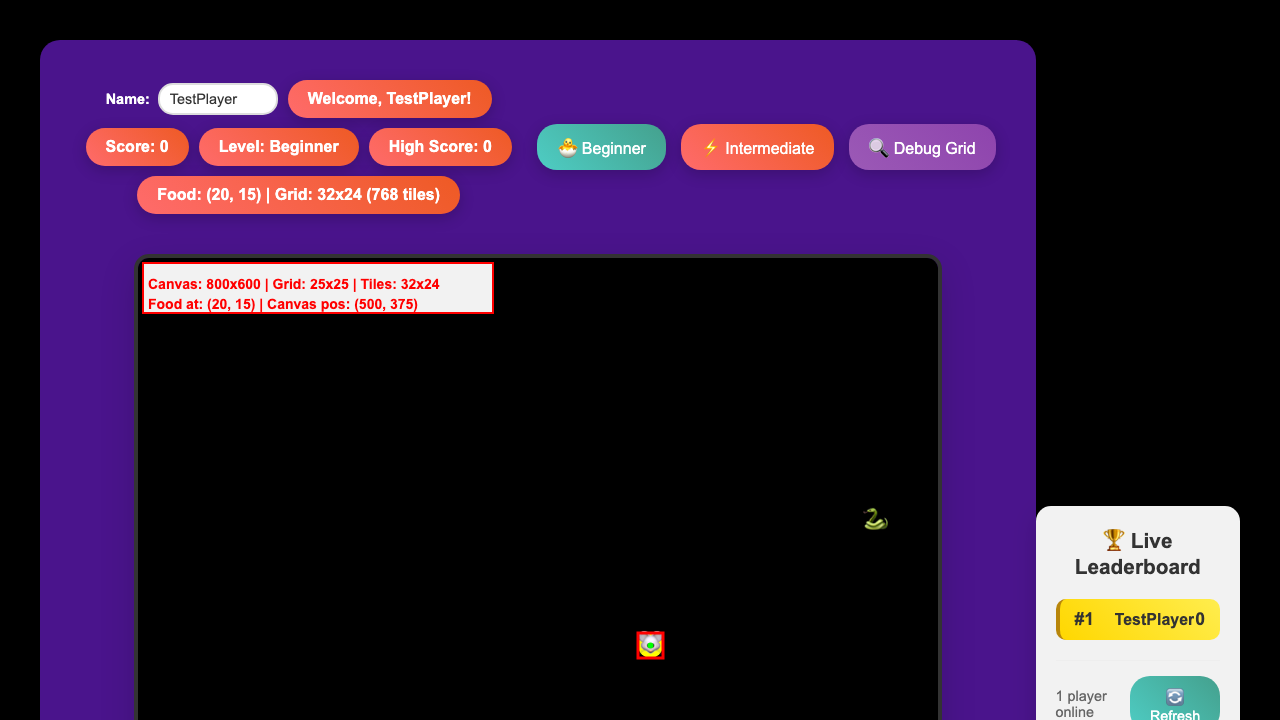 Name: TestPlayer Welcome, TestPlayer!
Score: 0 Level: Beginner High Score: 0 🐣 Beginner ⚡ Intermediate 🔍 Debug Grid
Food: (20, 15) | Grid: 32x24 (768 tiles)
Canvas: 800x600 | Grid: 25x25 | Tiles: 32x24
Food at: (20, 15) | Canvas pos: (500, 375)
🏆 Live
Leaderboard
#1 TestPlayer0
1 player
online
🔄
Refresh